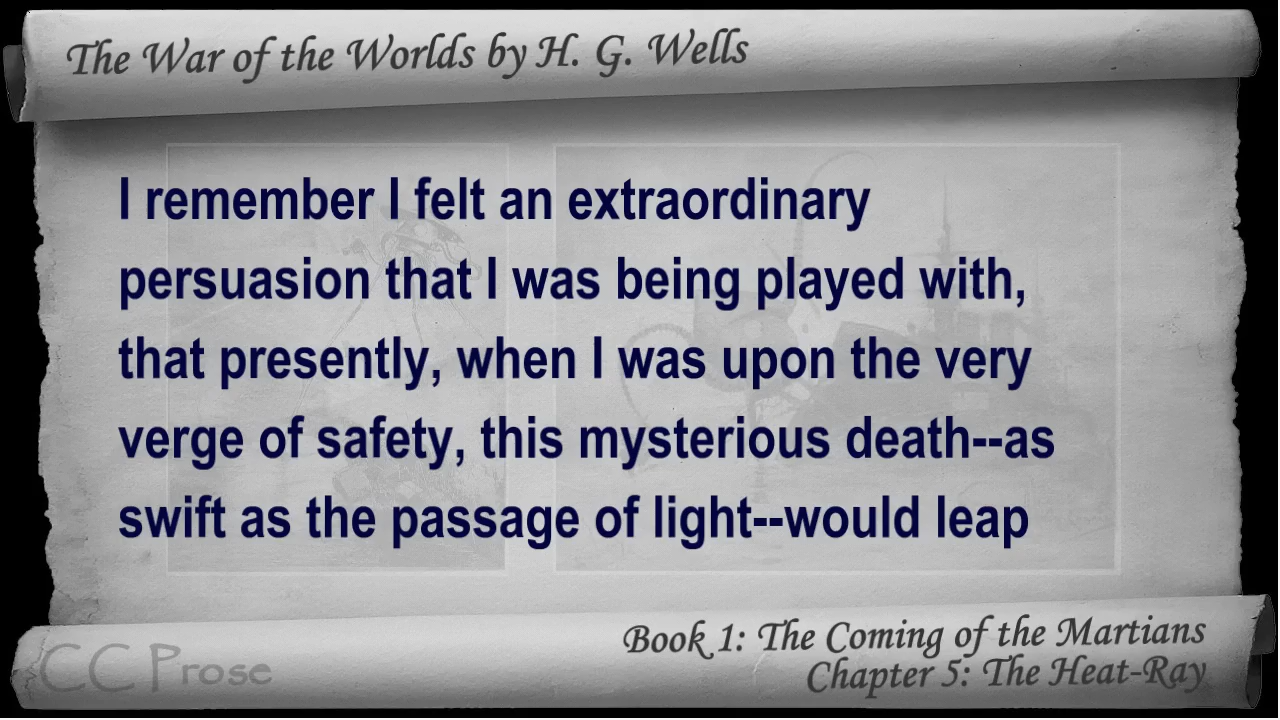 The War of the Worlds by H. G. Wells
I remember I felt an extraordinary
persuasion that I was being played with,
that presently, when I was upon the very
verge of safety, this mysterious death--as
swift as the passage of light--would leap
Book 1: The Coming of the Martians
Chapter 5: The Heat-Ray
CC Prose